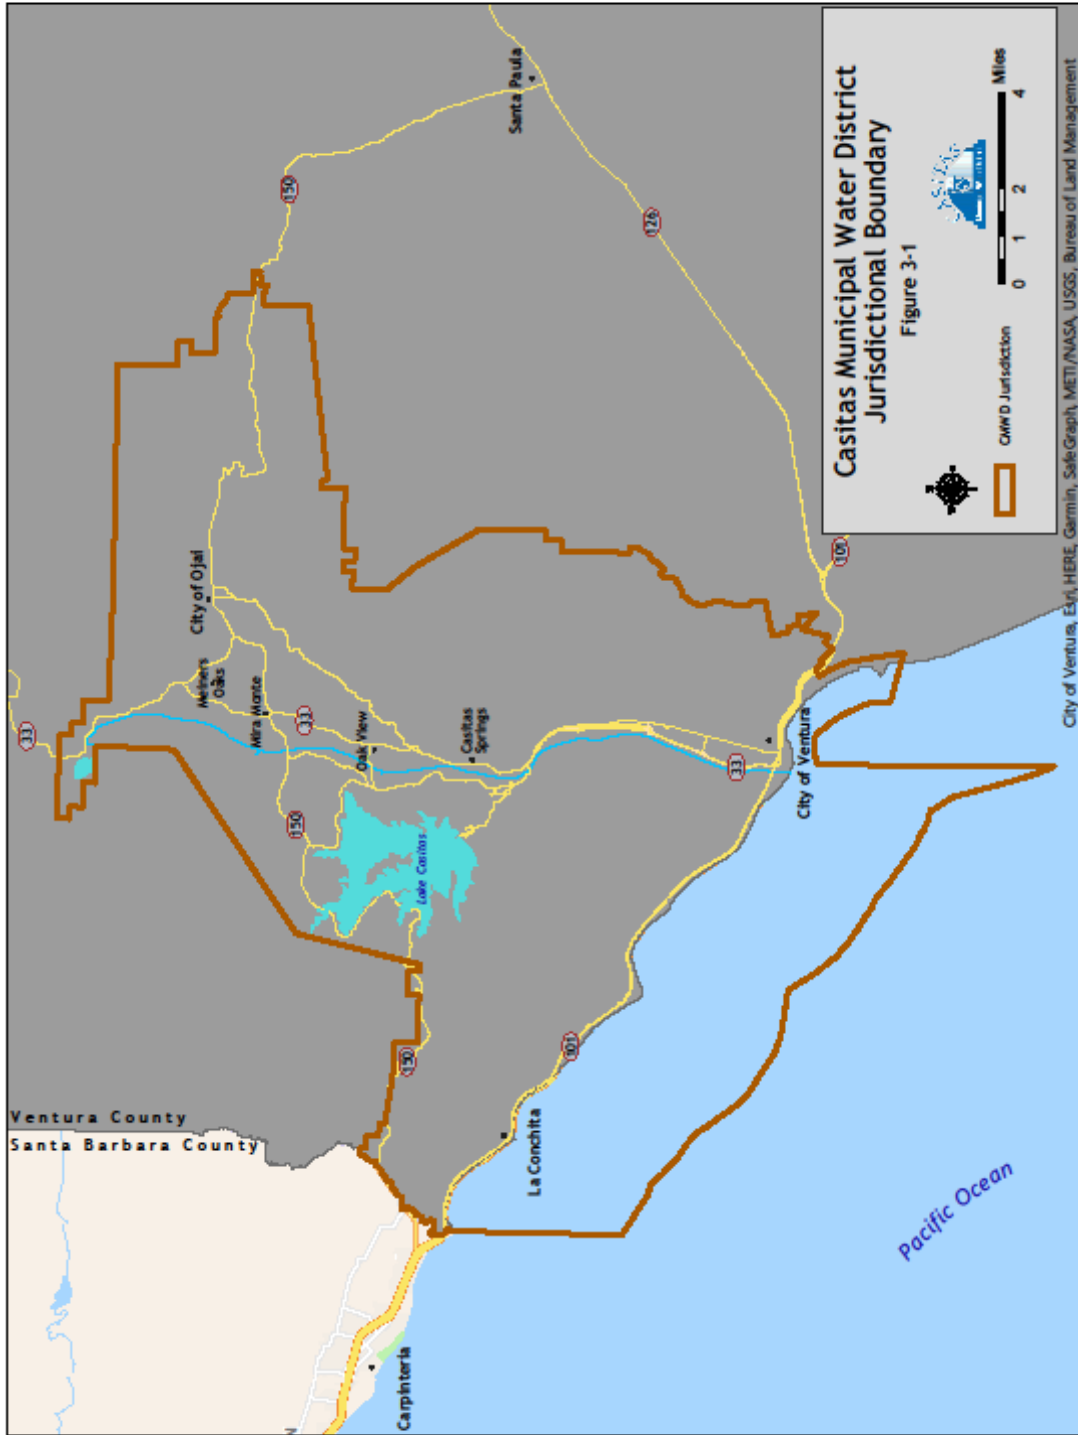 Ventura County
Santa Barbara County
33
150
Santa Paula
126
City of Ojai
Meiners
Oaks
Mira Monte
33
Oak View
Casitas
Springs
150
Lake Casitas
150
33
City of Ventura
101
101
La Conchita
Carpinteria
Pacific Ocean
Casitas Municipal Water District
Jurisdictional Boundary
Figure 3-1
CMWD Jurisdiction
0 1 2 4
Miles
City of Ventura, Esri, HERE, Garmin, SafeGraph, METI/NASA, USGS, Bureau of Land Management